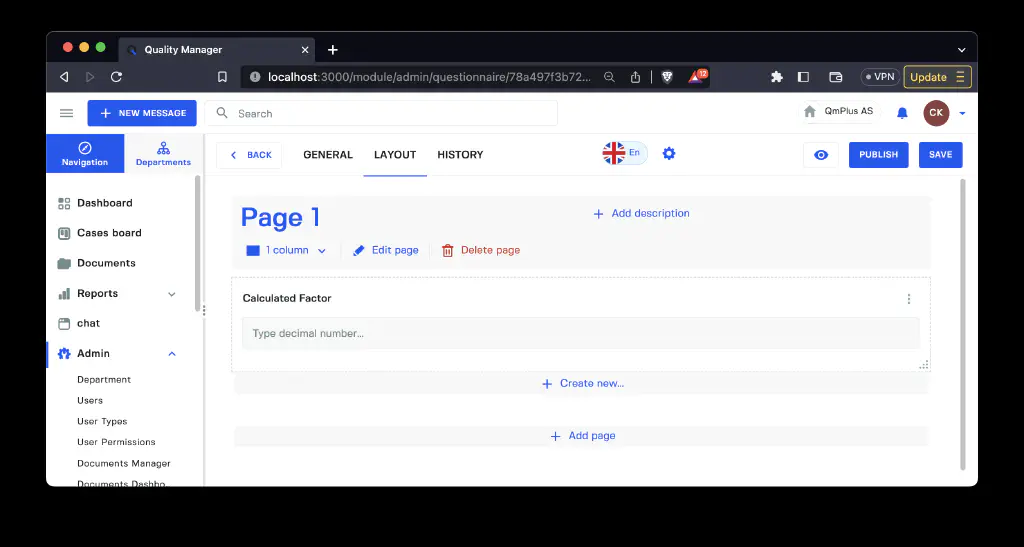 Quality Manager
localhost:3000/module/admin/questionnaire/78a497f3b72...
12
VPN
Update
NEW MESSAGE
Search
QmPlus AS
CK
Navigation
Departments
BACK
GENERAL
LAYOUT
HISTORY
En
PUBLISH
SAVE
Dashboard
Cases board
Documents
Reports
chat
Admin
Department
Users
User Types
User Permissions
Documents Manager
Documents Dashbo..
Page 1
Add description
1 column
Edit page
Delete page
Calculated Factor
Type decimal number...
Create new...
Add page